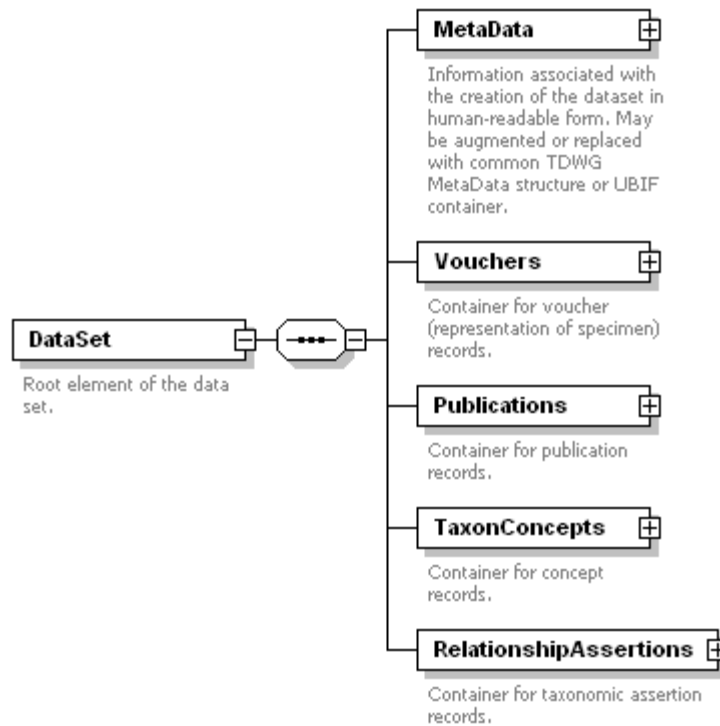 MetaData
Information associated with
the creation of the dataset in
human-readable form. May
be augmented or replaced
with common TDWG
MetaData structure or UBIF
container.
Vouchers
Container for voucher
(representation of specimen)
records.
DataSet
Root element of the data
set.
Publications
Container for publication
records.
TaxonConcepts
Container for concept
records.
RelationshipAssertions
Container for taxonomic assertion
records.